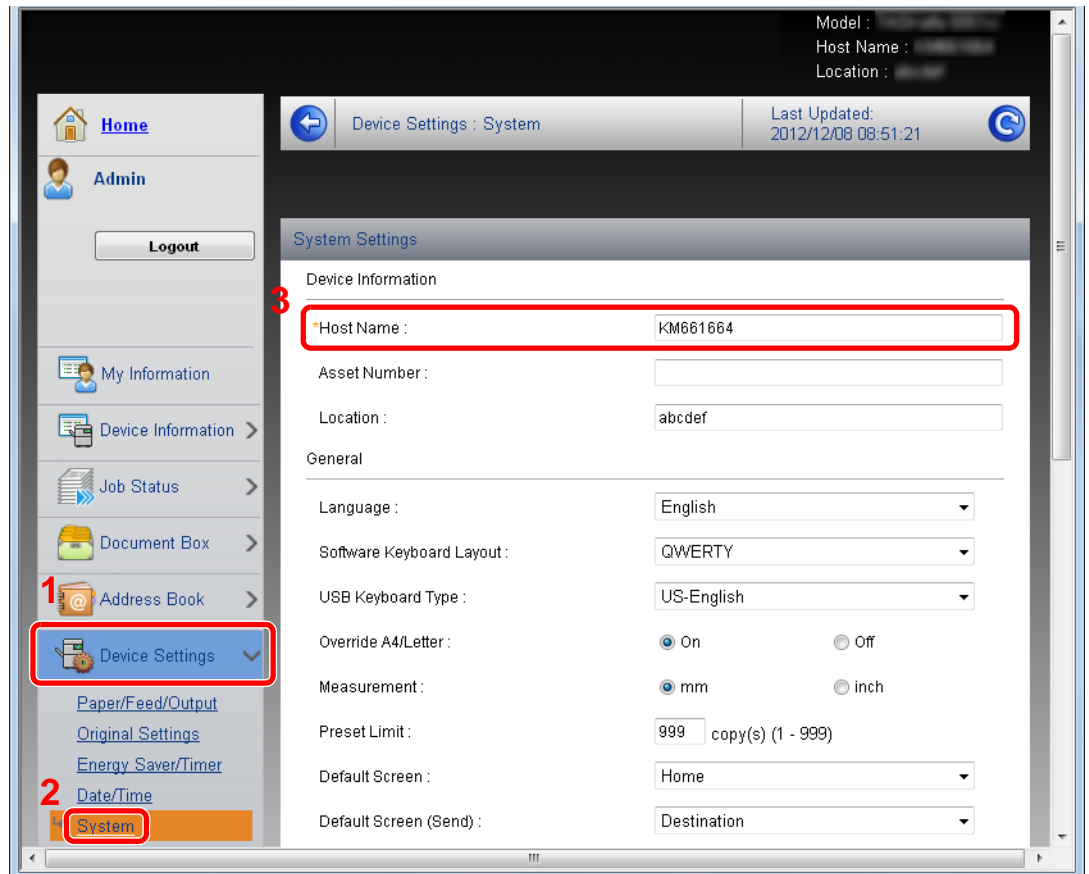 Model :
Host Name :
Location :
Home
Device Settings : System
Last Updated:
2012/12/08 08:51:21
Admin
Logout
System Settings
Device Information
3
*Host Name : KM661664
My Information
Asset Number :
Device Information
Location : abcdef
General
Job Status
Language : English
Document Box
Software Keyboard Layout : QWERTY
1
Address Book
USB Keyboard Type : US-English
Device Settings
Override A4/Letter : On Off
Measurement : mm inch
Paper/Feed/Output
Original Settings
Preset Limit : 999 copy(s) (1 - 999)
Energy Saver/Timer
Default Screen : Home
2
Date/Time
System
Default Screen (Send) : Destination